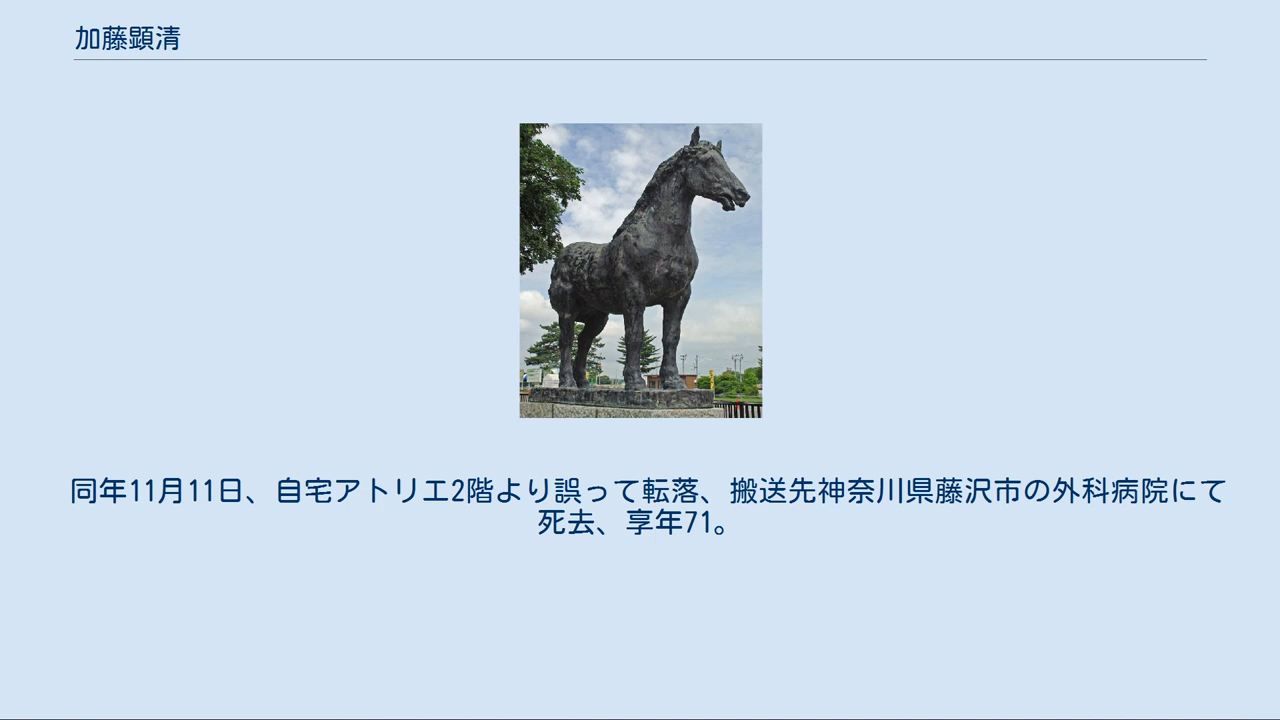 加藤顕清
同年11月11日、自宅アトリエ2階より誤って転落、搬送先神奈川県藤沢市の外科病院にて
死去、享年71。